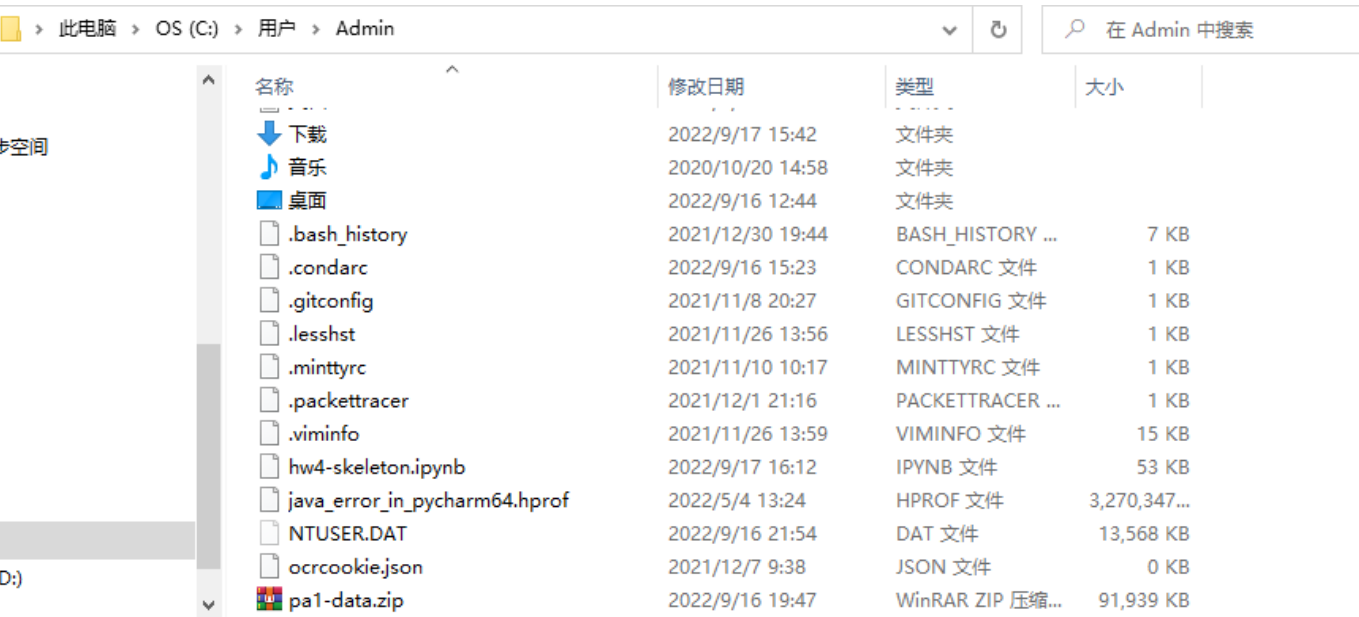 此电脑 › OS (C:) › 用户 › Admin 在 Admin 中搜索
名称 修改日期 类型 大小
下载 2022/9/17 15:42 文件夹
步空间
音乐 2020/10/20 14:58 文件夹
桌面 2022/9/16 12:44 文件夹
.bash_history 2021/12/30 19:44 BASH_HISTORY ... 7 KB
.condarc 2022/9/16 15:23 CONDARC 文件 1 KB
.gitconfig 2021/11/8 20:27 GITCONFIG 文件 1 KB
.lesshst 2021/11/26 13:56 LESSHST 文件 1 KB
.minttyrc 2021/11/10 10:17 MINTTYRC 文件 1 KB
.packettracer 2021/12/1 21:16 PACKETTRACER ... 1 KB
.viminfo 2021/11/26 13:59 VIMINFO 文件 15 KB
hw4-skeleton.ipynb 2022/9/17 16:12 IPYNB 文件 53 KB
java_error_in_pycharm64.hprof 2022/5/4 13:24 HPROF 文件 3,270,347...
NTUSER.DAT 2022/9/16 21:54 DAT 文件 13,568 KB
ocrcookie.json 2021/12/7 9:38 JSON 文件 0 KB
D:)
pa1-data.zip 2022/9/16 19:47 WinRAR ZIP 压缩... 91,939 KB